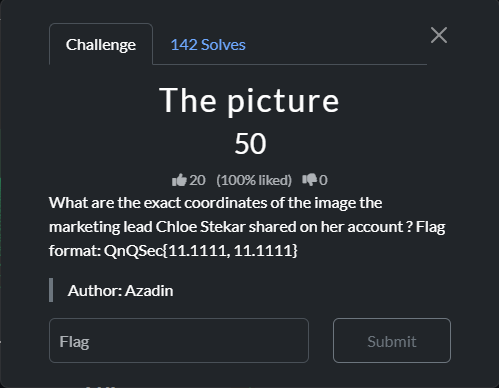 Challenge
142 Solves
The picture
50
20 (100% liked) 0
What are the exact coordinates of the image the
marketing lead Chloe Stekar shared on her account ? Flag
format: QnQSec{11.1111, 11.1111}
Author: Azadin
Flag
Submit